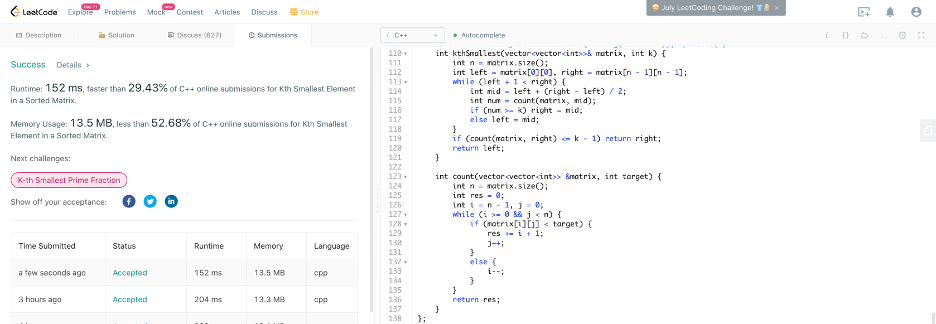 LeetCode Explore Day 21 Problems Mock new Contest Articles Discuss Store July LeetCoding Challenge! ×
Description Solution Discuss (627) Submissions
Success Details >
Runtime: 152 ms, faster than 29.43% of C++ online submissions for Kth Smallest Element
in a Sorted Matrix.
Memory Usage: 13.5 MB, less than 52.68% of C++ online submissions for Kth Smallest
Element in a Sorted Matrix.
Next challenges:
K-th Smallest Prime Fraction
Show off your acceptance:
Time Submitted Status Runtime Memory Language
a few seconds ago Accepted 152 ms 13.5 MB cpp
3 hours ago Accepted 204 ms 13.3 MB cpp
i C++ Autocomplete i {}
110 int kthSmallest(vector<vector<int>>& matrix, int k) {
111 int n = matrix.size();
112 int left = matrix[0][0], right = matrix[n - 1][n - 1];
113 while (left + 1 < right) {
114 int mid = left + (right - left) / 2;
115 int num = count(matrix, mid);
116 if (num >= k) right = mid;
117 else left = mid;
118 }
119 if (count(matrix, right) <= k - 1) return right;
120 return left;
121 }
122
123 int count(vector<vector<int>> &matrix, int target) {
124 int n = matrix.size();
125 int res = 0;
126 int i = n - 1, j = 0;
127 while (i >= 0 && j < n) {
128 if (matrix[i][j] < target) {
129 res += i + 1;
130 j++;
131 }
132 else {
133 i--;
134 }
135 }
136 return res;
137 }
138 };